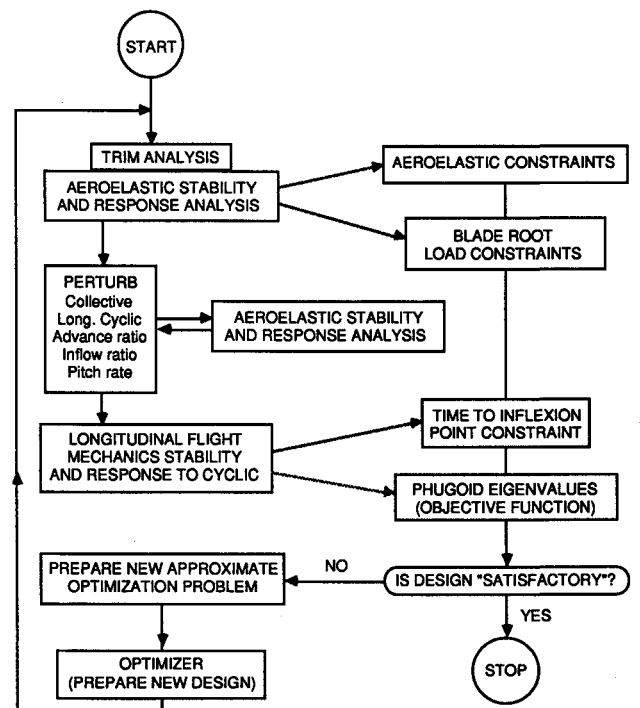 START
TRIM ANALYSIS
AEROELASTIC STABILITY
AND RESPONSE ANALYSIS
AEROELASTIC CONSTRAINTS
BLADE ROOT
LOAD CONSTRAINTS
PERTURB
Collective
Long. Cyclic
Advance ratio
Inflow ratio
Pitch rate
AEROELASTIC STABILITY
AND RESPONSE ANALYSIS
LONGITUDINAL FLIGHT
MECHANICS STABILITY
AND RESPONSE TO CYCLIC
TIME TO INFLEXION
POINT CONSTRAINT
PHUGOID EIGENVALUES
(OBJECTIVE FUNCTION)
IS DESIGN "SATISFACTORY"?
NO
YES
PREPARE NEW APPROXIMATE
OPTIMIZATION PROBLEM
OPTIMIZER
(PREPARE NEW DESIGN)
STOP